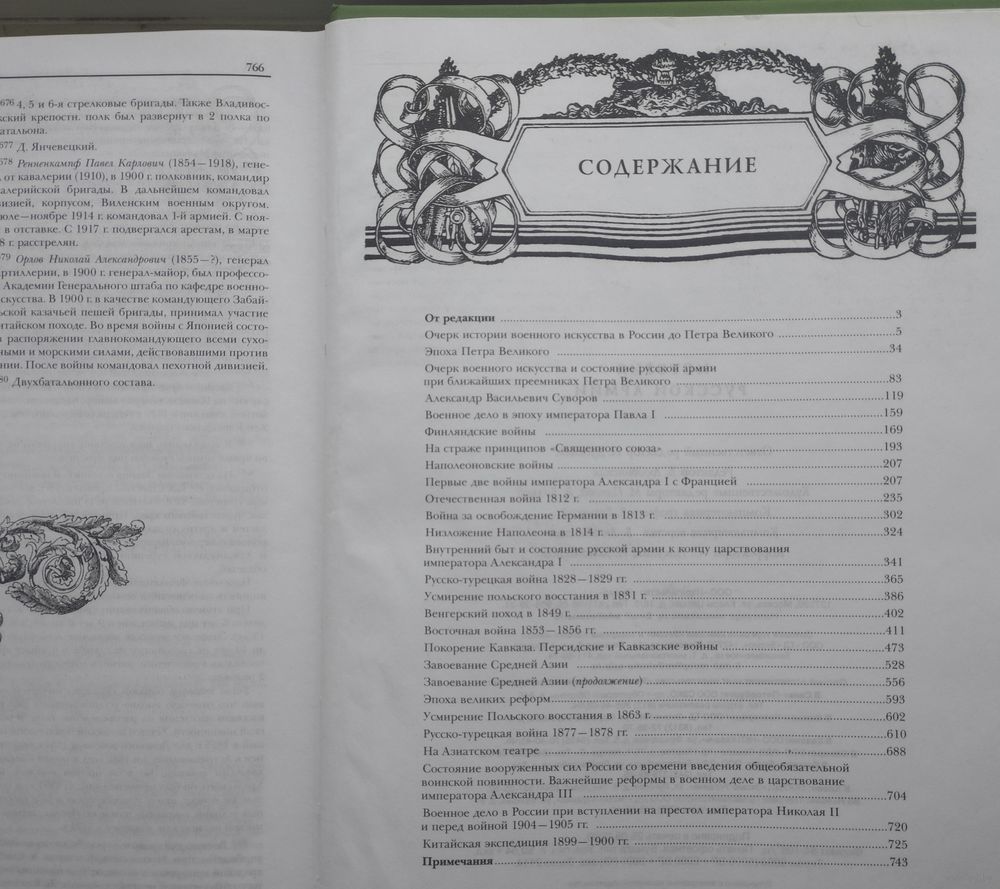 766
676 4, 5 и 6-я стрелковые бригады. Также Владивос-
крепости. полк был развернут в 2 полка по
677 Д. Янчевецкий.
678 Ренненкампф Павел Карлович (1854—1918), гене-
от кавалерии (1910), в 1900 г. полковник, командир
бригады. В дальнейшем командовал
корпусом, Виленским военным округом.
1914 г. командовал 1-й армией. С ноя-
в отставке. С 1917 г. подвергался арестам, в марте
г. расстрелян.
679 Орлов Николай Александрович (1855—?), генерал
в 1900 г. генерал-майор, был профессо-
Академии Генерального штаба по кафедре военно-
В 1900 г. в качестве командующего Забай-
казачьей пешей бригады, принимал участие
походе. Во время войны с Японией состо-
распоряжении главнокомандующего всеми сухо-
и морскими силами, действовавшими против
После войны командовал пехотной дивизией.
80 Двухбатальонного состава.
СОДЕРЖАНИЕ
От редакции 3
Очерк истории военного искусства в России до Петра Великого 5
Эпоха Петра Великого 34
Очерк военного искусства и состояние русской армии
при ближайших преемниках Петра Великого 83
Александр Васильевич Суворов 119
Военное дело в эпоху императора Павла I 159
Финляндские войны 169
На страже принципов «Священного союза» 193
Наполеоновские войны 207
Первые две войны императора Александра I с Францией 207
Отечественная война 1812 г. 235
Война за освобождение Германии в 1813 г. 302
Низложение Наполеона в 1814 г. 324
Внутренний быт и состояние русской армии к концу царствования
императора Александра I 341
Русско-турецкая война 1828—1829 гг. 365
Усмирение польского восстания в 1831 г. 386
Венгерский поход в 1849 г. 402
Восточная война 1853—1856 гг. 411
Покорение Кавказа. Персидские и Кавказские войны 473
Завоевание Средней Азии 528
Завоевание Средней Азии (продолжение) 556
Эпоха великих реформ 593
Усмирение Польского восстания в 1863 г. 602
Русско-турецкая война 1877—1878 гг. 610
На Азиатском театре 688
Состояние вооруженных сил России со времени введения общеобязательной
воинской повинности. Важнейшие реформы в военном деле в царствование
императора Александра III 704
Военное дело в России при вступлении на престол императора Николая II
и перед войной 1904—1905 гг. 720
Китайская экспедиция 1899—1900 гг. 725
Примечания 743